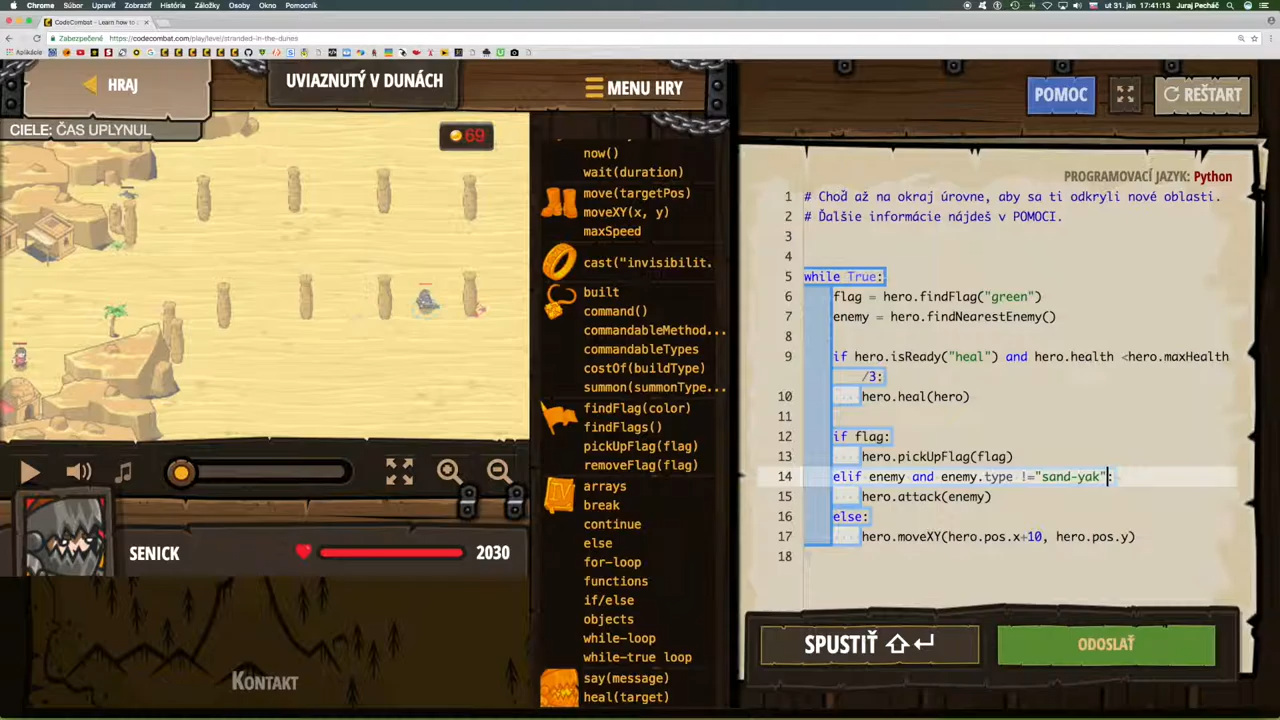 Chrome Súbor Upraviť Zobraziť História Záložky Osoby Okno Pomocník
ut 31. jan 17:41:13 Juraj Pecháč
CodeCombat - Learn how to c
Zabezpečené https://codecombat.com/play/level/stranded-in-the-dunes
Aplikácie
HRAJ
UVIAZNUTÝ V DUNÁCH
MENU HRY
POMOC
REŠTART
CIELE: ČAS UPLYNUL
69
now()
wait(duration)
move(targetPos)
moveXY(x, y)
maxSpeed
cast("invisibilit.
built
command()
commandableMethod...
commandableTypes
costOf(buildType)
summon(summonType...
findFlag(color)
findFlags()
pickUpFlag(flag)
removeFlag(flag)
arrays
break
continue
else
for-loop
functions
if/else
objects
while-loop
while-true loop
say(message)
heal(target)
SENICK
2030
KONTAKT
PROGRAMOVACÍ JAZYK: Python
1 # Choď až na okraj úrovne, aby sa ti odkryli nové oblasti.
2 # Ďalšie informácie nájdeš v POMOCI.
3
4
5 while True:
6 flag = hero.findFlag("green")
7 enemy = hero.findNearestEnemy()
8
9 if hero.isReady("heal") and hero.health <hero.maxHealth
/3:
10 hero.heal(hero)
11
12 if flag:
13 hero.pickUpFlag(flag)
14 elif enemy and enemy.type !="sand-yak":
15 hero.attack(enemy)
16 else:
17 hero.moveXY(hero.pos.x+10, hero.pos.y)
18
SPUSTIŤ
ODOSLAŤ